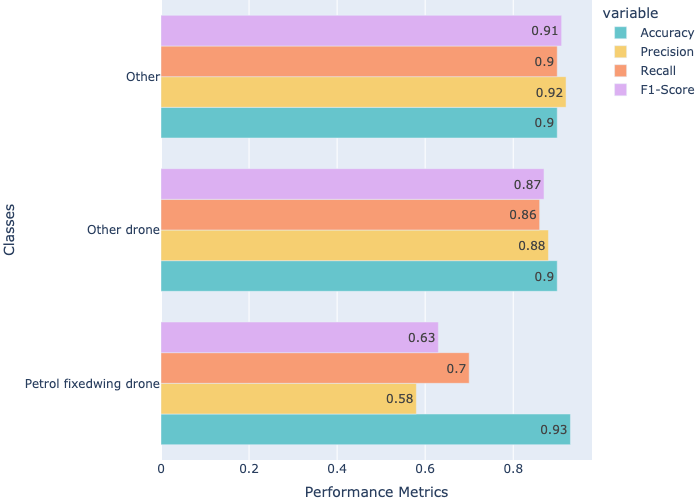 variable
Accuracy
Precision
Recall
F1-Score
Classes
Other
0.91
0.9
0.92
0.9
Other drone
0.87
0.86
0.88
0.9
Petrol fixedwing drone
0.63
0.7
0.58
0.93
0 0.2 0.4 0.6 0.8
Performance Metrics